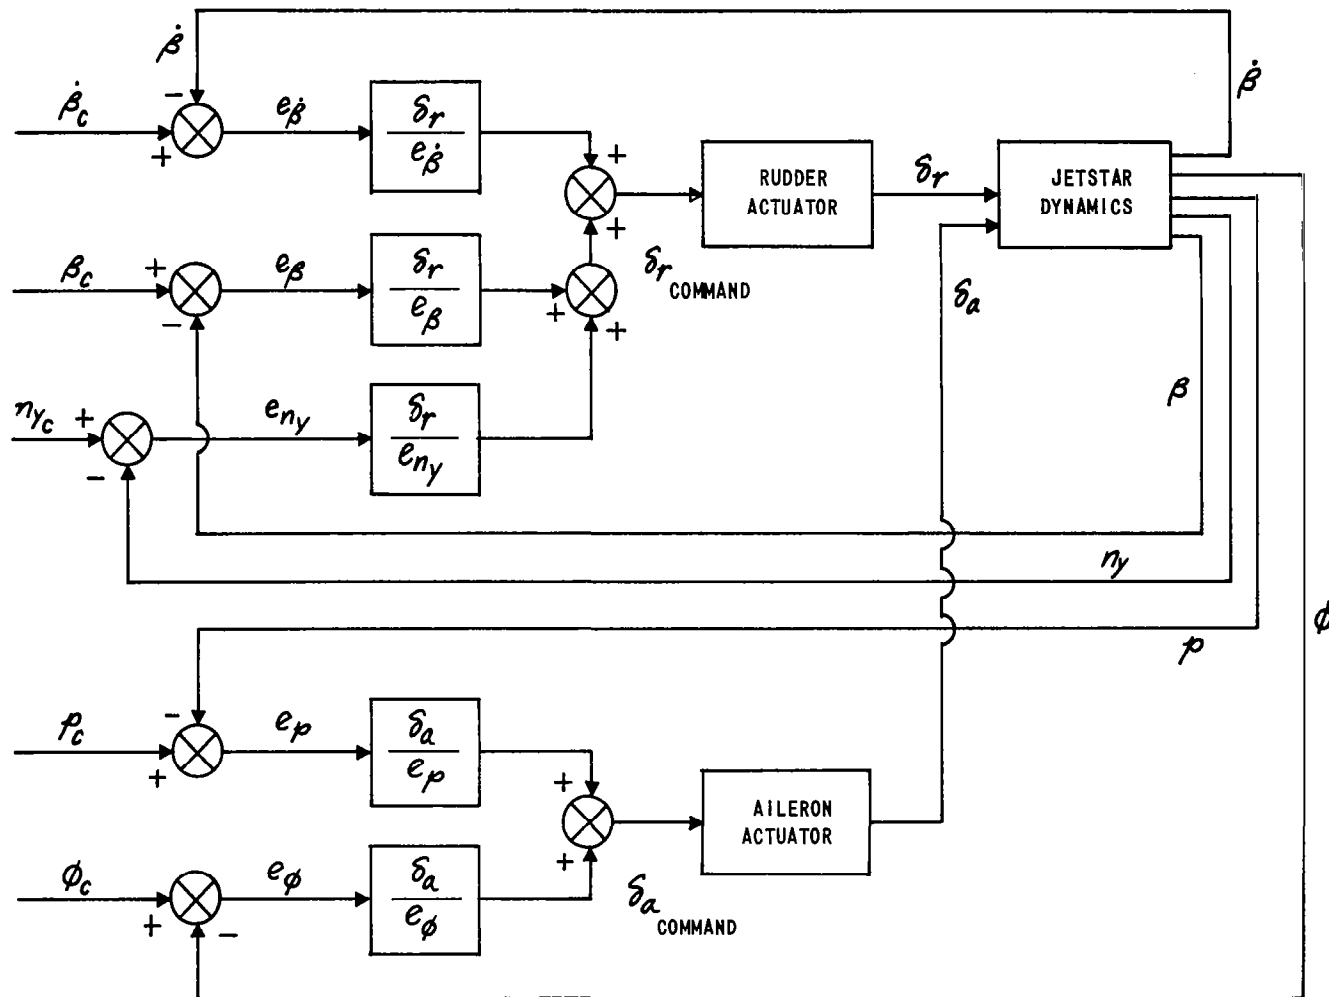 β̇
β̇
β̇c
−
+
eβ̇
δr
eβ̇
+
+
RUDDER
ACTUATOR
δr
JETSTAR
DYNAMICS
βc
+
−
eβ
δr
eβ
+
+
δr COMMAND
δa
β
nyc
+
−
eny
δr
eny
ny
p
ϕ
pc
−
+
ep
δa
ep
+
+
AILERON
ACTUATOR
ϕc
+
−
eϕ
δa
eϕ
δa COMMAND